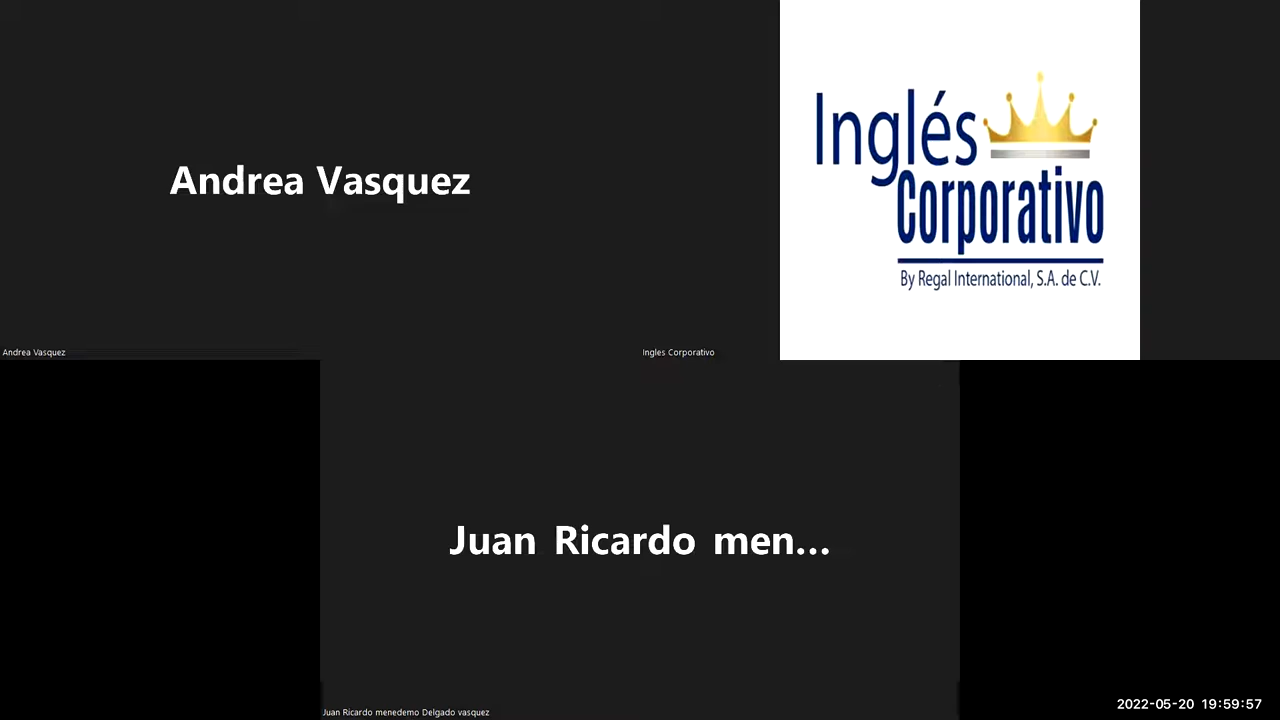 Andrea Vasquez
Inglés
Corporativo
By Regal International, S.A. de C.V.
Andrea Vasquez
Ingles Corporativo
Juan Ricardo men...
Juan Ricardo menedemo Delgado vasquez
2022-05-20 19:59:57